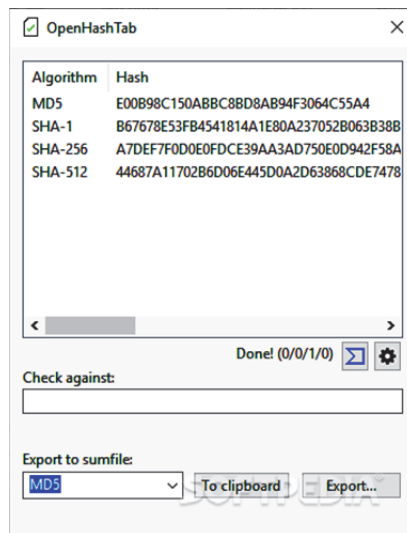 OpenHashTab
Algorithm Hash
MD5 E00B98C150ABBC8BD8AB94F3064C55A4
SHA-1 B67678E53FB4541814A1E80A237052B063B38B
SHA-256 A7DEF7F0D0E0FDCE39AA3AD750E0D942F58A
SHA-512 44687A11702B6D06E445D0A2D63868CDE7478
Done! (0/0/1/0)
Check against:
Export to sumfile:
MD5 To clipboard Export...
SOFTPEDIA